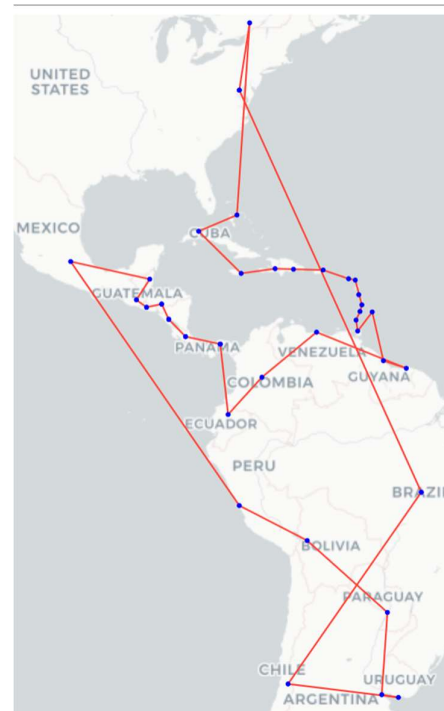 UNITED
STATES
MEXICO
CUBA
GUATEMALA
PANAMA
VENEZUELA
GUYANA
COLOMBIA
ECUADOR
PERU
BRAZI
BOLIVIA
PARAGUAY
CHILE
URUGUAY
ARGENTINA